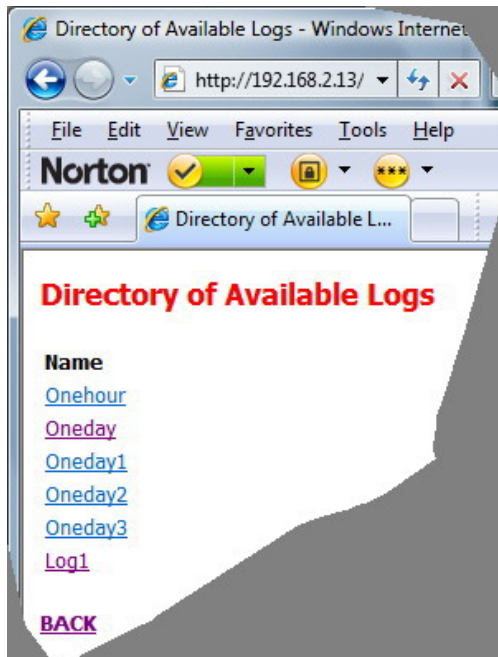 Directory of Available Logs - Windows Internet
http://192.168.2.13/
File Edit View Favorites Tools Help
Norton
***
Directory of Available L...
Directory of Available Logs
Name
Onehour
Oneday
Oneday1
Oneday2
Oneday3
Log1
BACK